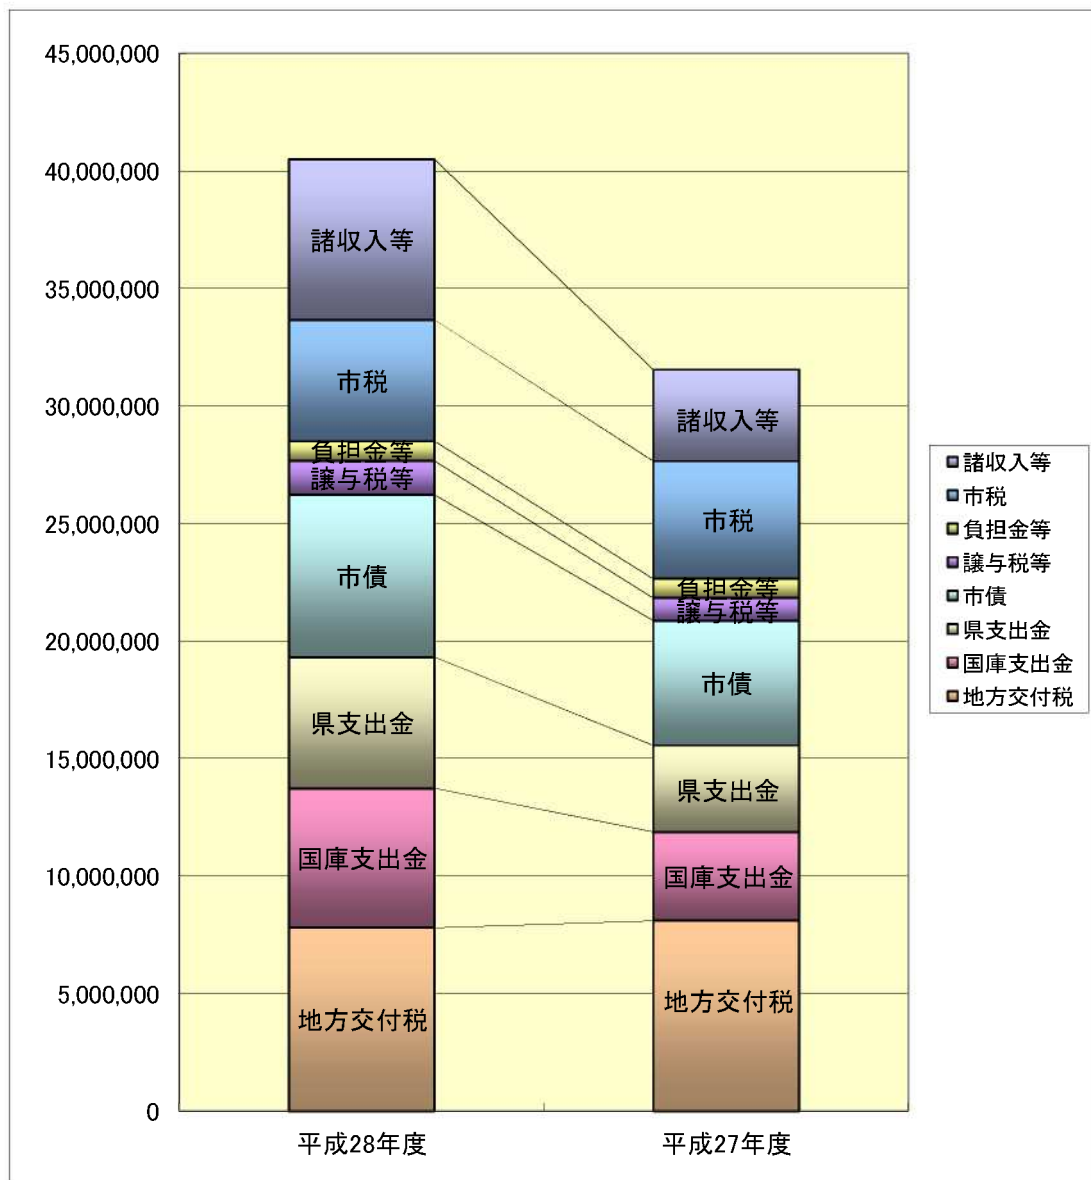 45,000,000
40,000,000
35,000,000
30,000,000
25,000,000
20,000,000
15,000,000
10,000,000
5,000,000
0
諸収入等
市税
負担金等
譲与税等
市債
県支出金
国庫支出金
地方交付税
諸収入等
市税
負担金等
譲与税等
市債
県支出金
国庫支出金
地方交付税
平成28年度
平成27年度
諸収入等
市税
負担金等
譲与税等
市債
県支出金
国庫支出金
地方交付税